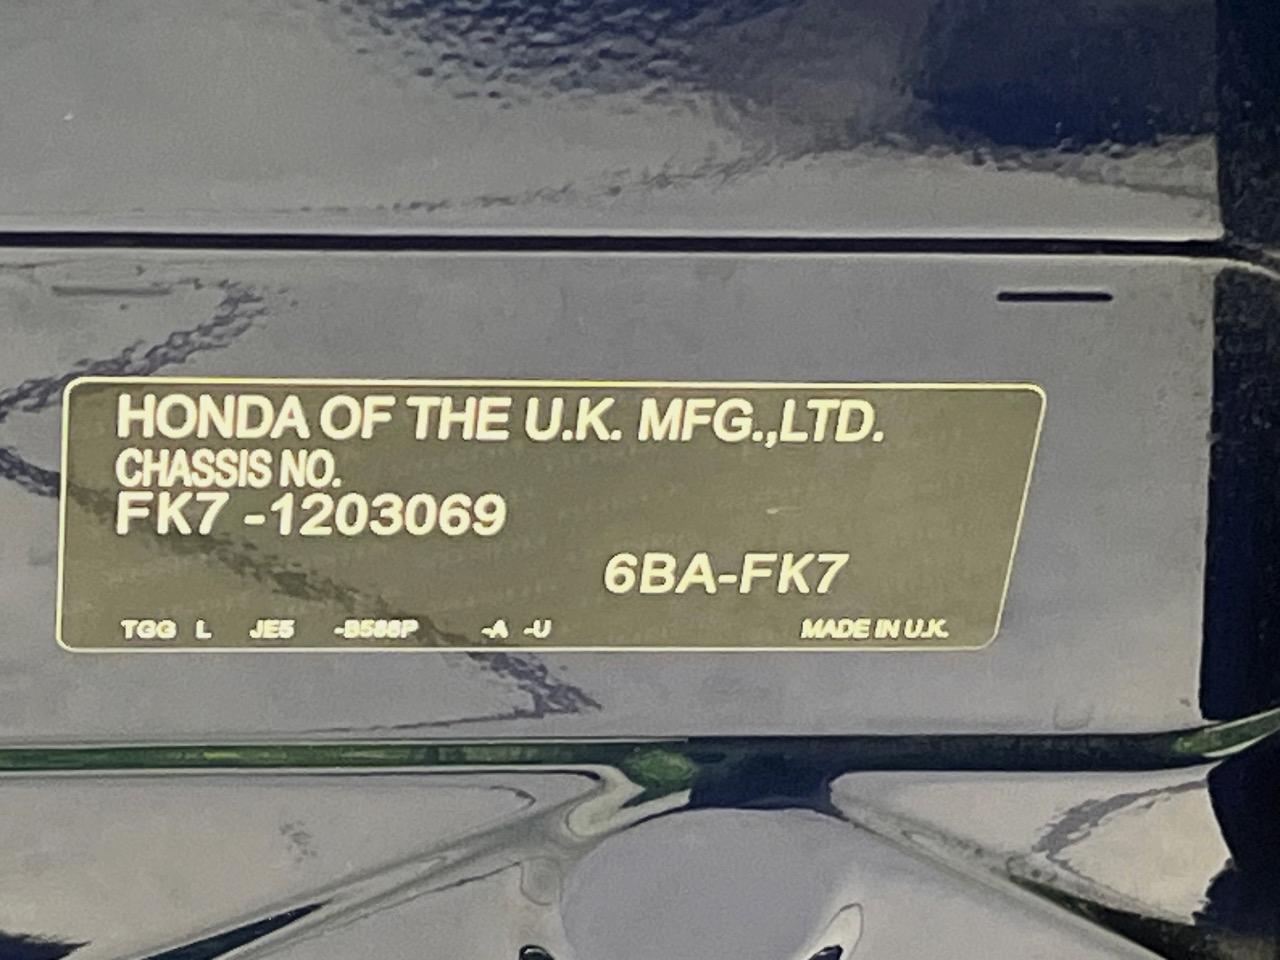 HONDA OF THE U.K. MFG.,LTD.
CHASSIS NO.
FK7 -1203069
6BA-FK7
TGG L JE5 -B588P -A -U MADE IN U.K.